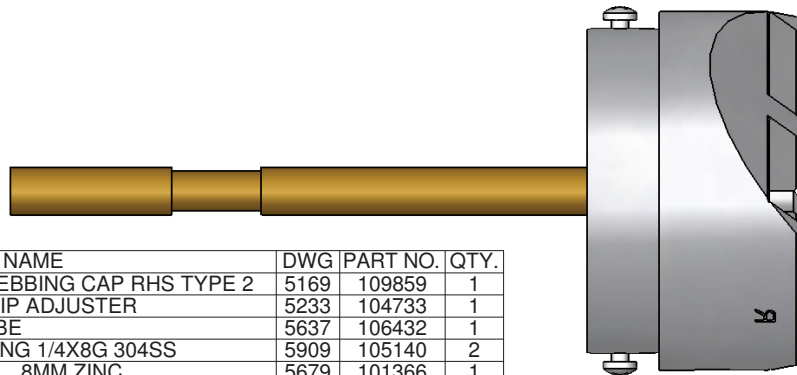 NAME DWG PART NO. QTY.
EBBING CAP RHS TYPE 2 5169 109859 1
IP ADJUSTER 5233 104733 1
BE 5637 106432 1
NG 1/4X8G 304SS 5909 105140 2
8MM ZINC 5679 101366 1
R